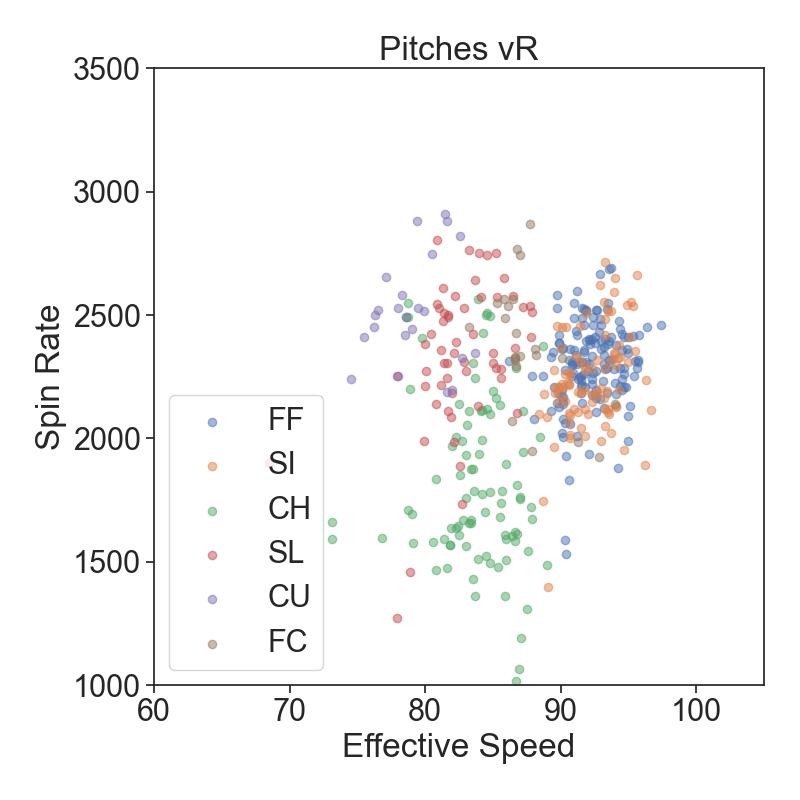 Pitches vR
3500
3000
2500
2000
1500
1000
Spin Rate
FF
SI
CH
SL
CU
FC
60
70
80
90
100
Effective Speed